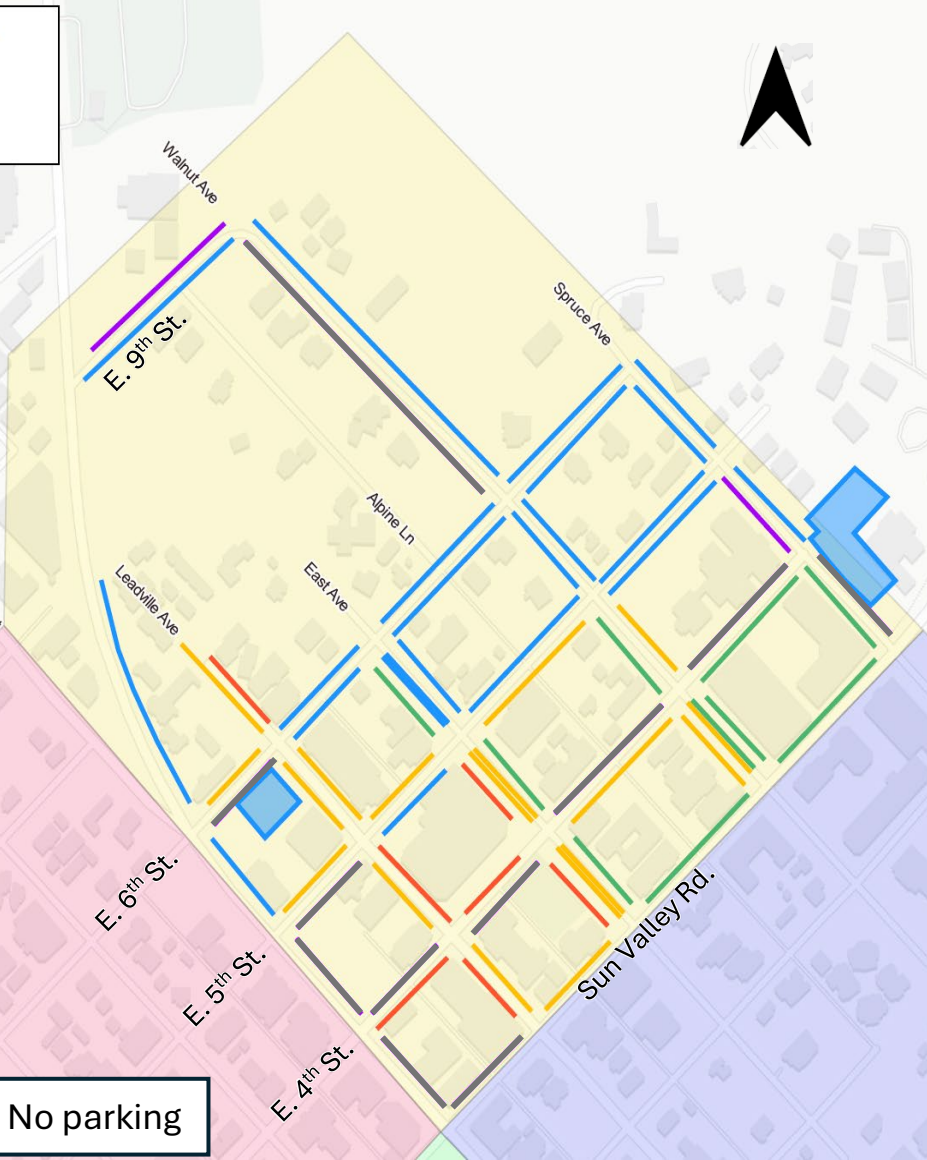 Walnut Ave
E. 9th St.
Spruce Ave
Alpine Ln
East Ave
Leadville Ave
E. 6th St.
E. 5th St.
E. 4th St.
Sun Valley Rd.
No parking